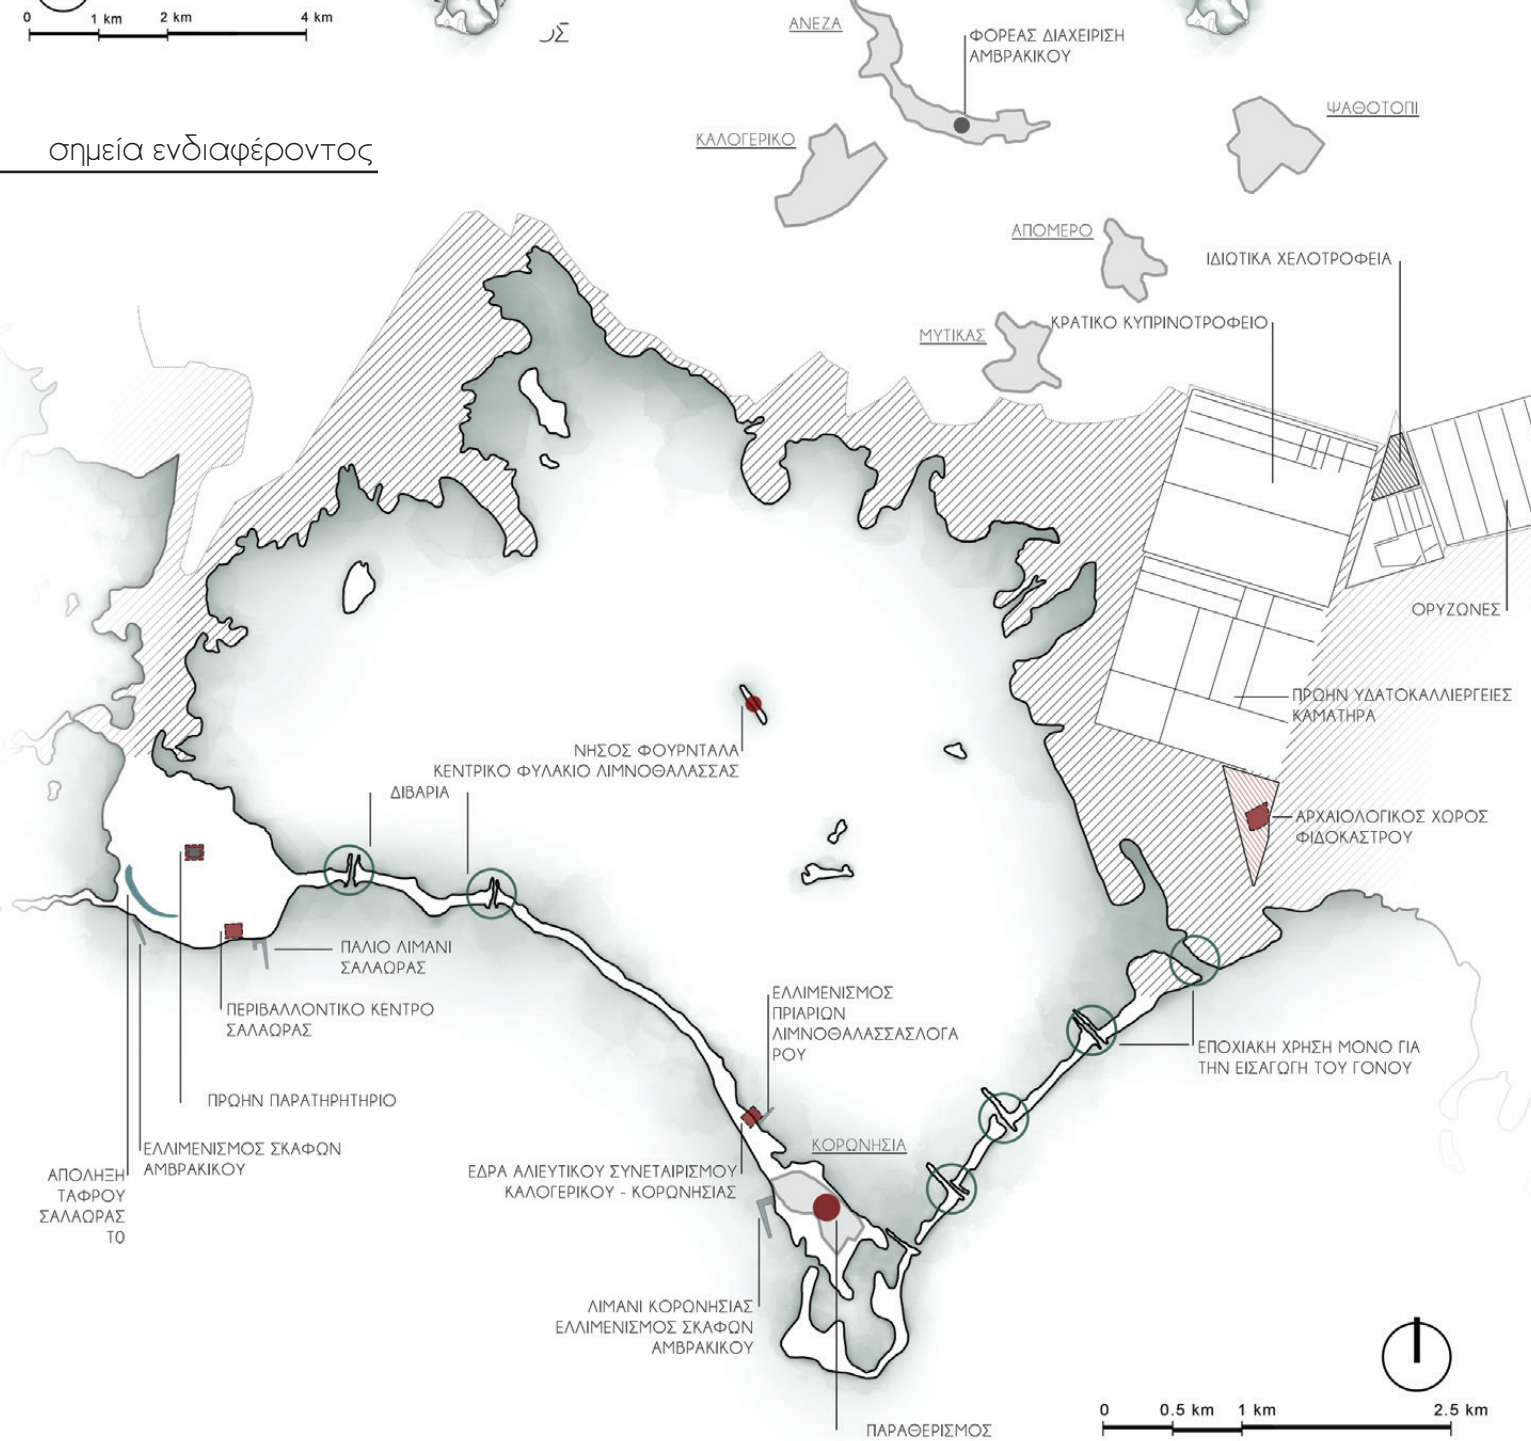 0 1 km 2 km 4 km
ΟΣ
ΑΝΕΖΑ
ΦΟΡΕΑΣ ΔΙΑΧΕΙΡΙΣΗ
ΑΜΒΡΑΚΙΚΟΥ
ΨΑΘΟΤΟΠΙ
ΚΑΛΟΓΕΡΙΚΟ
σημεία ενδιαφέροντος
ΑΠΟΜΕΡΟ
ΙΔΙΩΤΙΚΑ ΧΕΛΟΤΡΟΦΕΙΑ
ΜΥΤΙΚΑΣ
ΚΡΑΤΙΚΟ ΚΥΠΡΙΝΟΤΡΟΦΕΙΟ
ΟΡΥΖΩΝΕΣ
ΠΡΩΗΝ ΥΔΑΤΟΚΑΛΛΙΕΡΓΕΙΕΣ
ΚΑΜΑΤΗΡΑ
ΝΗΣΟΣ ΦΟΥΡΝΤΑΛΑ
ΚΕΝΤΡΙΚΟ ΦΥΛΑΚΙΟ ΛΙΜΝΟΘΑΛΑΣΣΑΣ
ΔΙΒΑΡΙΑ
ΑΡΧΑΙΟΛΟΓΙΚΟΣ ΧΩΡΟΣ
ΦΙΔΟΚΑΣΤΡΟΥ
ΠΑΛΙΟ ΛΙΜΑΝΙ
ΣΑΛΑΩΡΑΣ
ΠΕΡΙΒΑΛΛΟΝΤΙΚΟ ΚΕΝΤΡΟ
ΣΑΛΑΩΡΑΣ
ΕΛΛΙΜΕΝΙΣΜΟΣ
ΠΡΙΑΡΙΩΝ
ΛΙΜΝΟΘΑΛΑΣΣΑΣΛΟΓΑ
ΡΟΥ
ΕΠΟΧΙΑΚΗ ΧΡΗΣΗ ΜΟΝΟ ΓΙΑ
ΤΗΝ ΕΙΣΑΓΩΓΗ ΤΟΥ ΓΟΝΟΥ
ΠΡΩΗΝ ΠΑΡΑΤΗΡΗΤΗΡΙΟ
ΕΛΛΙΜΕΝΙΣΜΟΣ ΣΚΑΦΩΝ
ΑΜΒΡΑΚΙΚΟΥ
ΚΟΡΩΝΗΣΙΑ
ΑΠΟΛΗΞΗ
ΤΑΦΡΟΥ
ΣΑΛΑΩΡΑΣ
ΤΟ
ΕΔΡΑ ΑΛΙΕΥΤΙΚΟΥ ΣΥΝΕΤΑΙΡΙΣΜΟΥ
ΚΑΛΟΓΕΡΙΚΟΥ - ΚΟΡΩΝΗΣΙΑΣ
ΛΙΜΑΝΙ ΚΟΡΩΝΗΣΙΑΣ
ΕΛΛΙΜΕΝΙΣΜΟΣ ΣΚΑΦΩΝ
ΑΜΒΡΑΚΙΚΟΥ
ΠΑΡΑΘΕΡΙΣΜΟΣ
0 0.5 km 1 km 2.5 km